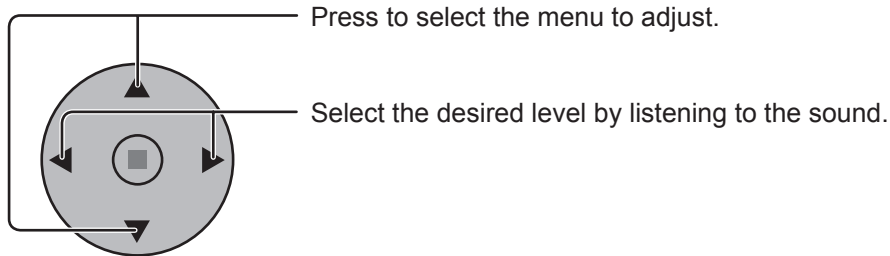 Press to select the menu to adjust.
Select the desired level by listening to the sound.